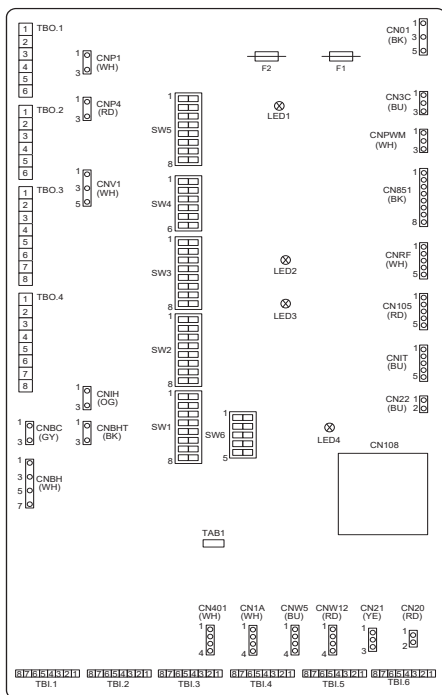 TBO.1
1
2
3
4
5
6
CNP1
(WH)
1
3
F2
F1
CN01
(BK)
1
3
5
TBO.2
1
2
3
4
5
6
CNP4
(RD)
1
3
SW5
1
8
LED1
CN3C
(BU)
1
3
CNPWM
(WH)
1
3
TBO.3
1
2
3
4
5
6
7
8
CNV1
(WH)
1
3
5
SW4
1
6
CN851
(BK)
1
8
SW3
1
8
LED2
CNRF
(WH)
1
5
TBO.4
1
2
3
4
5
6
7
8
LED3
CN105
(RD)
1
5
SW2
1
8
CNIT
(BU)
1
5
CNIH
(OG)
1
3
SW1
1
8
CN22
(BU)
1
2
CNBC
(GY)
1
3
CNBHT
(BK)
1
3
SW6
1
5
LED4
CN108
CNBH
(WH)
1
3
5
7
TAB1
CN401
(WH)
1
4
CN1A
(WH)
1
4
CNW5
(BU)
1
4
CNW12
(RD)
1
4
CN21
(YE)
1
3
CN20
(RD)
1
2
8 7 6 5 4 3 2 1
TBI.1
8 7 6 5 4 3 2 1
TBI.2
8 7 6 5 4 3 2 1
TBI.3
8 7 6 5 4 3 2 1
TBI.4
8 7 6 5 4 3 2 1
TBI.5
8 7 6 5 4 3 2 1
TBI.6